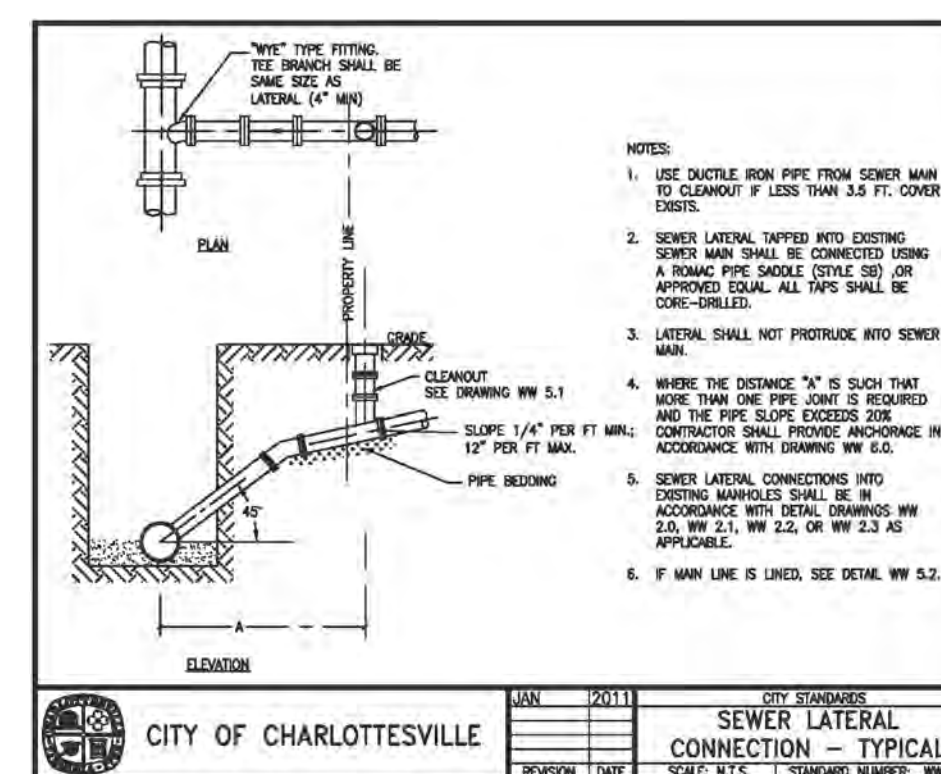 "WYE" TYPE FITTING.
TEE BRANCH SHALL BE
SAME SIZE AS
LATERAL (4" MIN)
PLAN
PROPERTY LINE
GRADE
CLEANOUT
SEE DRAWING WW 5.1
SLOPE 1/4" PER FT MIN.;
12" PER FT MAX.
PIPE BEDDING
45°
A
ELEVATION
NOTES:
1. USE DUCTILE IRON PIPE FROM SEWER MAIN
TO CLEANOUT IF LESS THAN 3.5 FT. COVER
EXISTS.
2. SEWER LATERAL TAPPED INTO EXISTING
SEWER MAIN SHALL BE CONNECTED USING
A ROMAC PIPE SADDLE (STYLE SB) ,OR
APPROVED EQUAL. ALL TAPS SHALL BE
CORE-DRILLED.
3. LATERAL SHALL NOT PROTRUDE INTO SEWER
MAIN.
4. WHERE THE DISTANCE "A" IS SUCH THAT
MORE THAN ONE PIPE JOINT IS REQUIRED
AND THE PIPE SLOPE EXCEEDS 20%
CONTRACTOR SHALL PROVIDE ANCHORAGE IN
ACCORDANCE WITH DRAWING WW 6.0.
5. SEWER LATERAL CONNECTIONS INTO
EXISTING MANHOLES SHALL BE IN
ACCORDANCE WITH DETAIL DRAWINGS WW
2.0, WW 2.1, WW 2.2, OR WW 2.3 AS
APPLICABLE.
6. IF MAIN LINE IS LINED, SEE DETAIL WW 5.2.
CITY OF CHARLOTTESVILLE
JAN 2011
REVISION DATE
CITY STANDARDS
SEWER LATERAL
CONNECTION - TYPICAL
SCALE: N.T.S. STANDARD NUMBER: WW